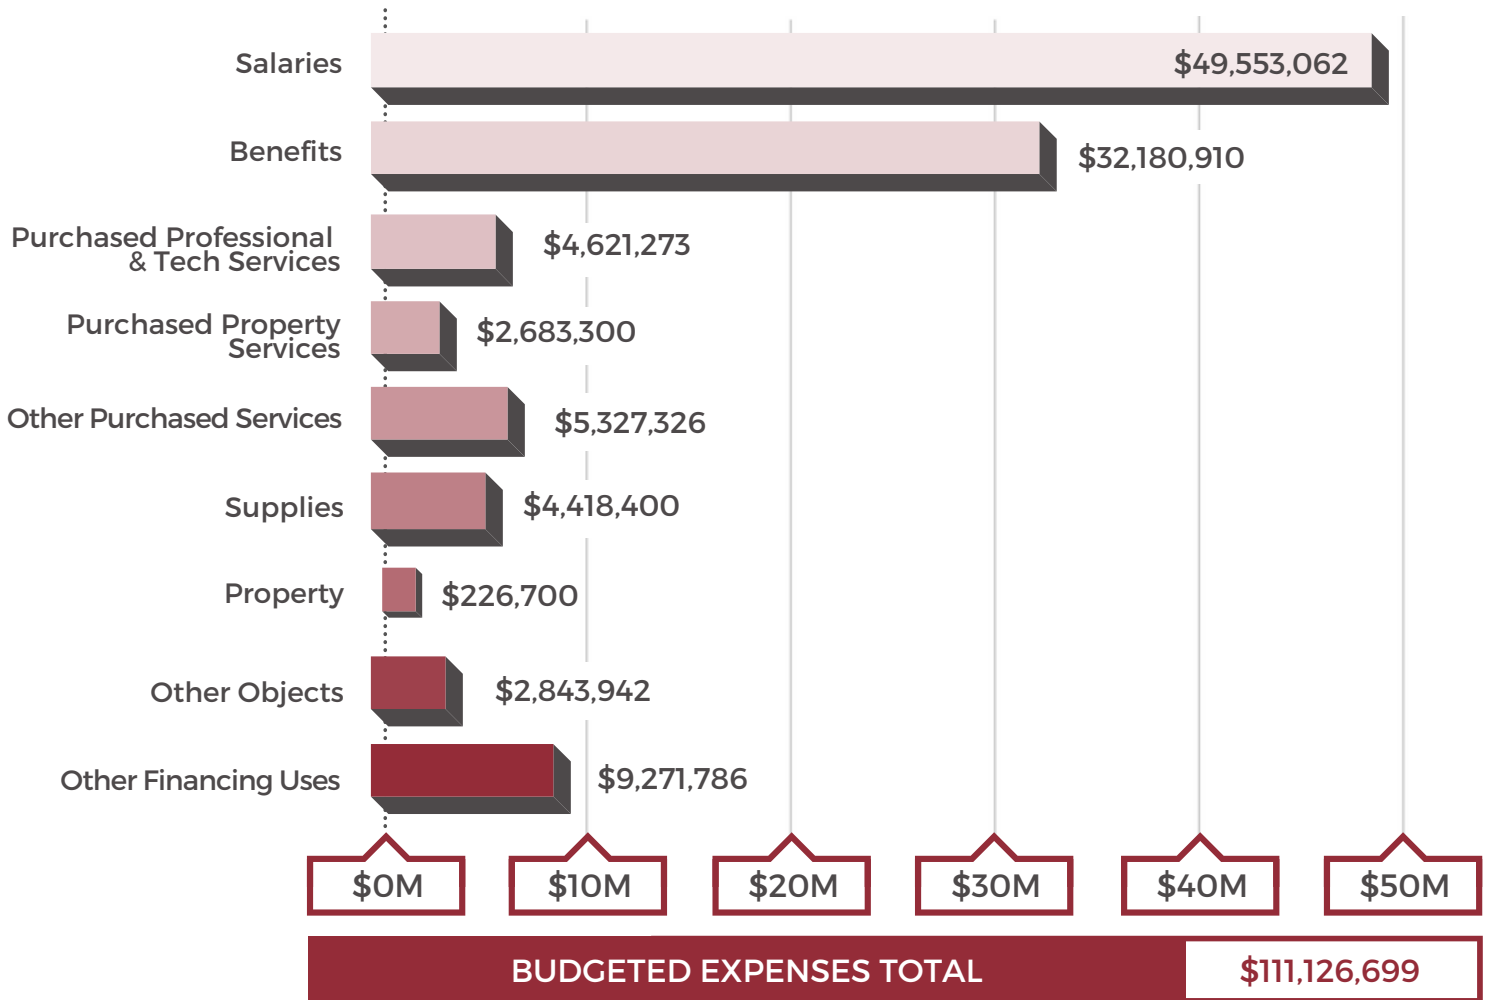 Salaries
$49,553,062
Benefits
$32,180,910
Purchased Professional
& Tech Services
$4,621,273
Purchased Property
Services
$2,683,300
Other Purchased Services
$5,327,326
Supplies
$4,418,400
Property
$226,700
Other Objects
$2,843,942
Other Financing Uses
$9,271,786
$0M
$10M
$20M
$30M
$40M
$50M
BUDGETED EXPENSES TOTAL
$111,126,699